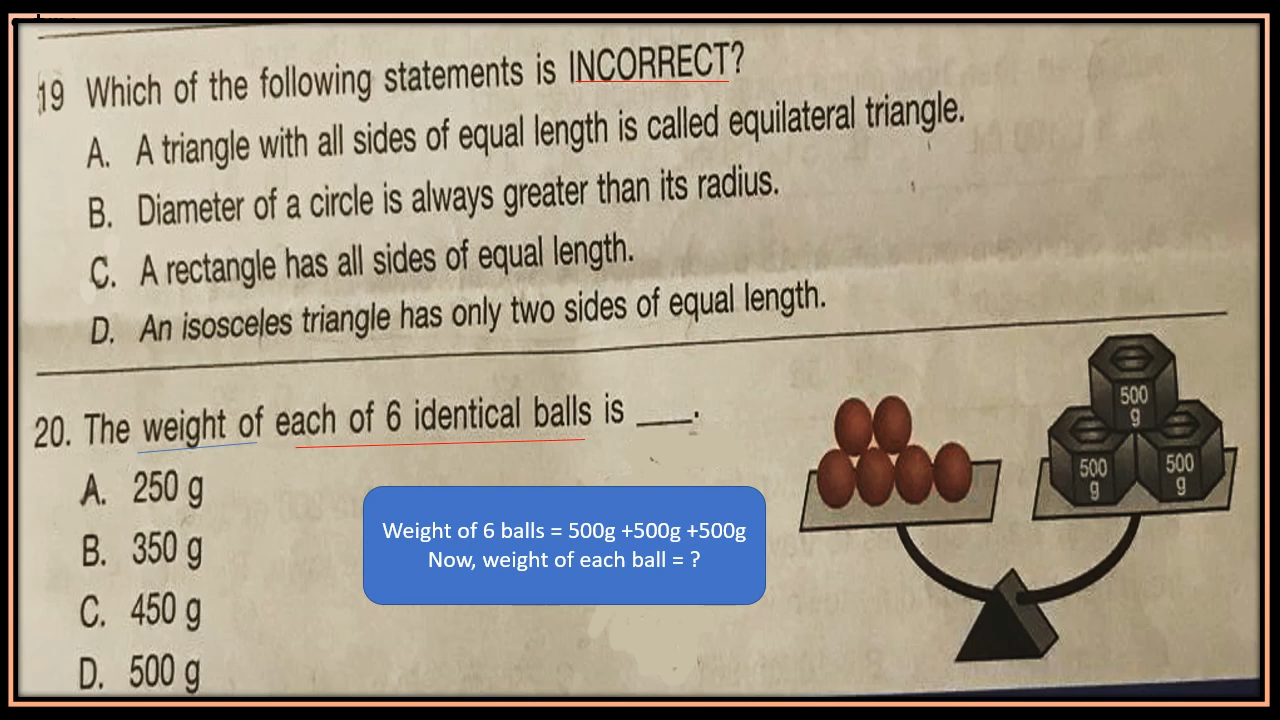 19 Which of the following statements is INCORRECT?
A. A triangle with all sides of equal length is called equilateral triangle.
B. Diameter of a circle is always greater than its radius.
C. A rectangle has all sides of equal length.
D. An isosceles triangle has only two sides of equal length.
20. The weight of each of 6 identical balls is ___.
A. 250 g
B. 350 g
C. 450 g
D. 500 g
Weight of 6 balls = 500g +500g +500g
Now, weight of each ball = ?
500
g
500
g
500
g